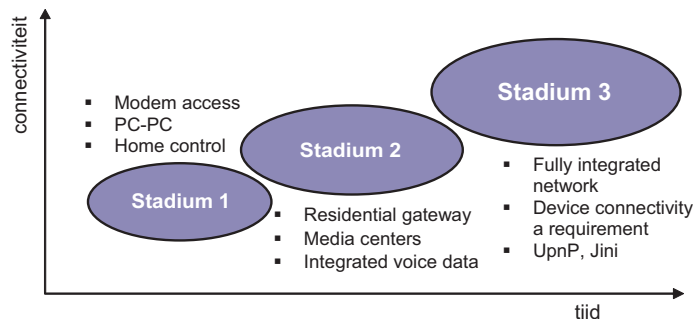 connectiviteit
▪ Modem access
▪ PC-PC
▪ Home control
Stadium 1
Stadium 2
▪ Residential gateway
▪ Media centers
▪ Integrated voice data
Stadium 3
▪ Fully integrated
network
▪ Device connectivity
a requirement
▪ UpnP, Jini
tiid